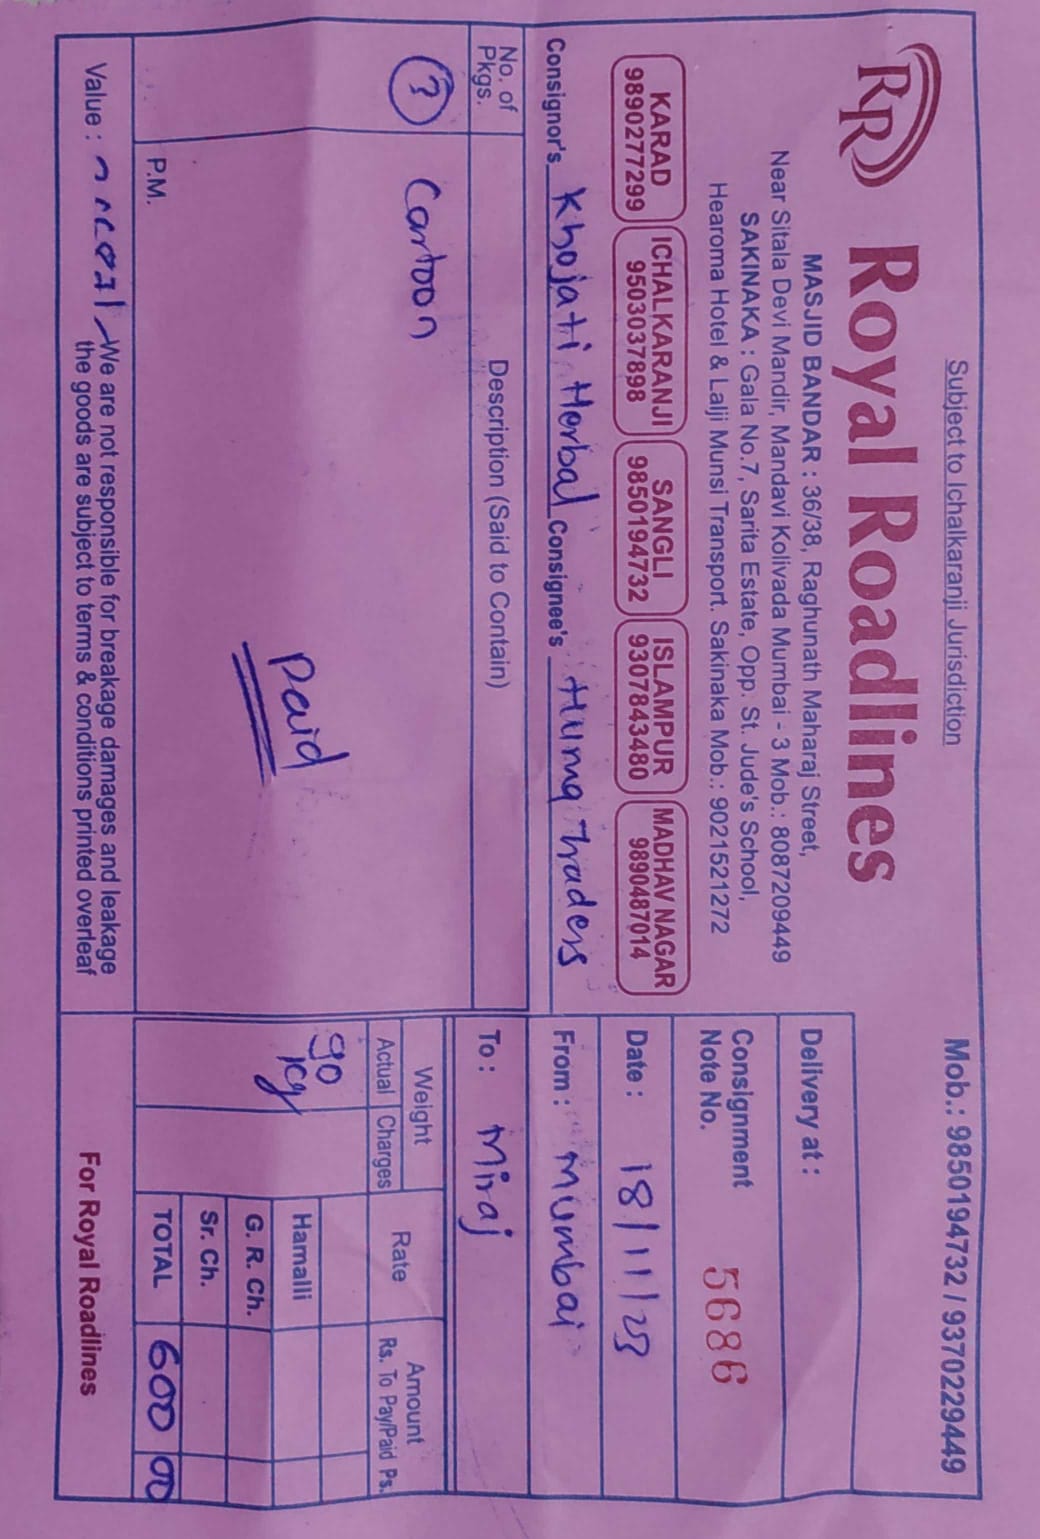 Subject to Ichalkaranji Jurisdiction
Mob.: 9850194732 / 9370229449
RR
Royal Roadlines
MASJID BANDAR : 36/38, Raghunath Maharaj Street,
Near Sitala Devi Mandir, Mandavi Kolivada Mumbai - 3 Mob.: 8087209449
SAKINAKA : Gala No.7, Sarita Estate, Opp. St. Jude's School,
Hearoma Hotel & Lalji Munsi Transport. Sakinaka Mob.: 9021521272
KARAD
9890277299
ICHALKARANJI
9503037898
SANGLI
9850194732
ISLAMPUR
9307843480
MADHAV NAGAR
9890487014
Delivery at :
Consignment
Note No.
5686
Date : 18/11/23
Consignor's Khojati Herbal Consignee's Huma Traders
From : Mumbai
To : Miraj
No. of
Pkgs.
Description (Said to Contain)
Weight
Actual Charges
Rate
Amount
Rs. To Pay/Paid Ps.
Cartoon
Paid
90
kg
Hamalli
G. R. Ch.
Sr. Ch.
TOTAL 600 00
P.M.
Value :
We are not responsible for breakage damages and leakage
the goods are subject to terms & conditions printed overleaf
For Royal Roadlines